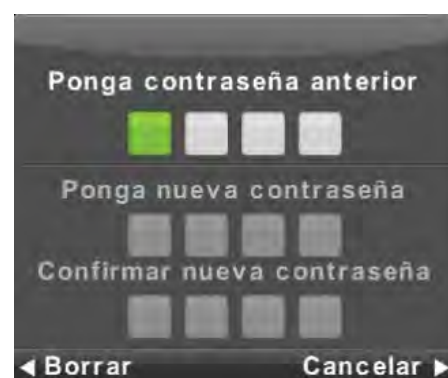 Ponga contraseña anterior
Ponga nueva contraseña
Confirmar nueva contraseña
Borrar Cancelar